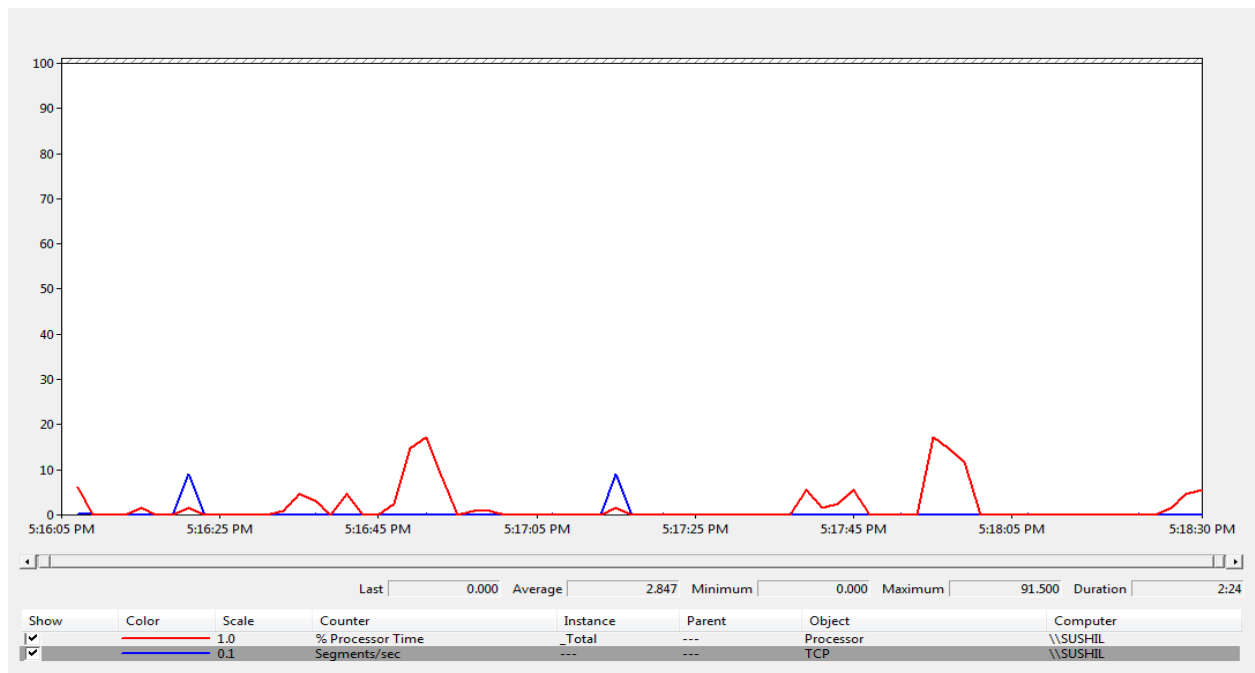 100
90
80
70
60
50
40
30
20
10
0
5:16:05 PM 5:16:25 PM 5:16:45 PM 5:17:05 PM 5:17:25 PM 5:17:45 PM 5:18:05 PM 5:18:30 PM
Last 0.000 Average 2.847 Minimum 0.000 Maximum 91.500 Duration 2:24
Show Color Scale Counter Instance Parent Object Computer
1.0 % Processor Time _Total --- Processor \\SUSHIL
0.1 Segments/sec --- --- TCP \\SUSHIL